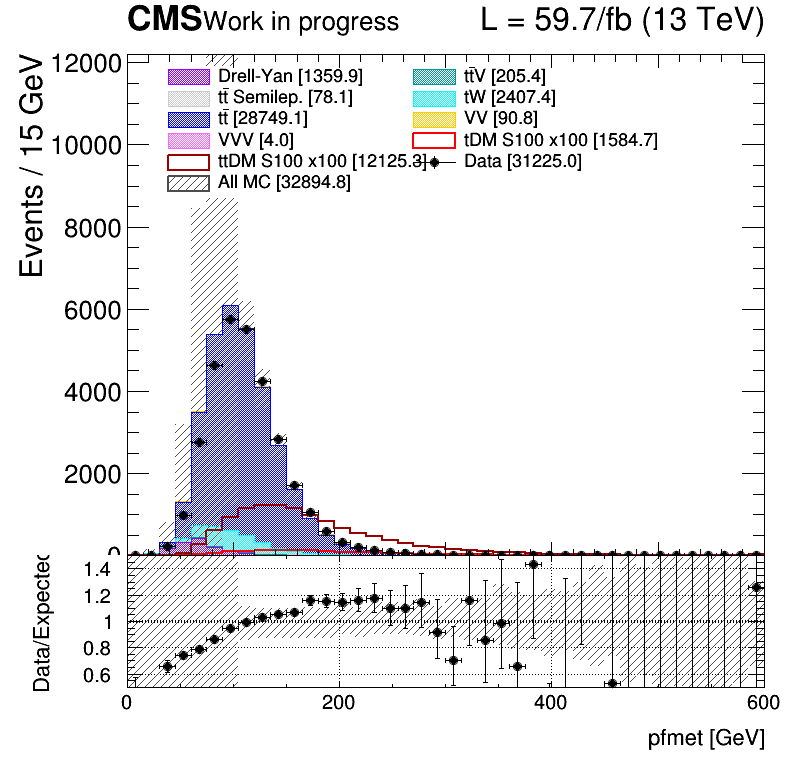 CMS Work in progress L = 59.7/fb (13 TeV)
Events / 15 GeV
12000
10000
8000
6000
4000
2000
0
Drell-Yan [1359.9]
tt̄V [205.4]
tt̄ Semilep. [78.1]
tW [2407.4]
tt̄ [28749.1]
VV [90.8]
VVV [4.0]
tDM S100 x100 [1584.7]
ttDM S100 x100 [12125.3]
Data [31225.0]
All MC [32894.8]
Data/Expected
1.4
1.2
1
0.8
0.6
0 200 400 600
pfmet [GeV]